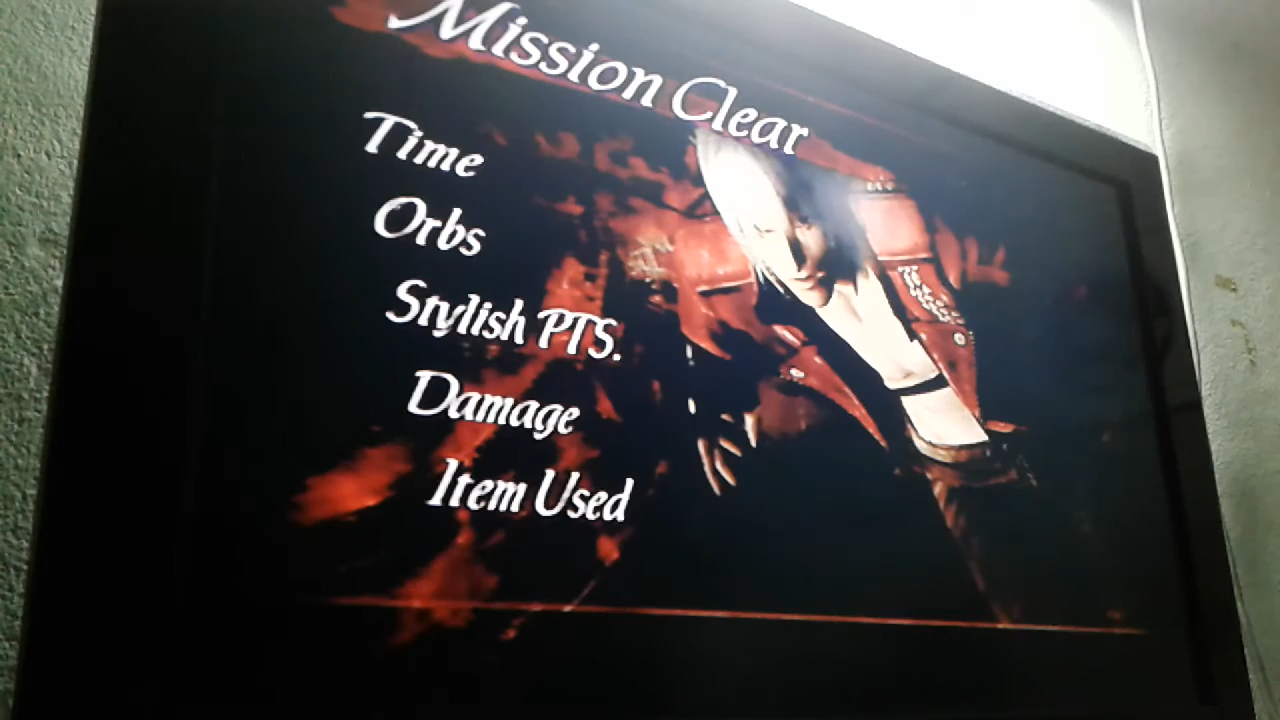 Mission Clear
Time
Orbs
Stylish PTS.
Damage
Item Used